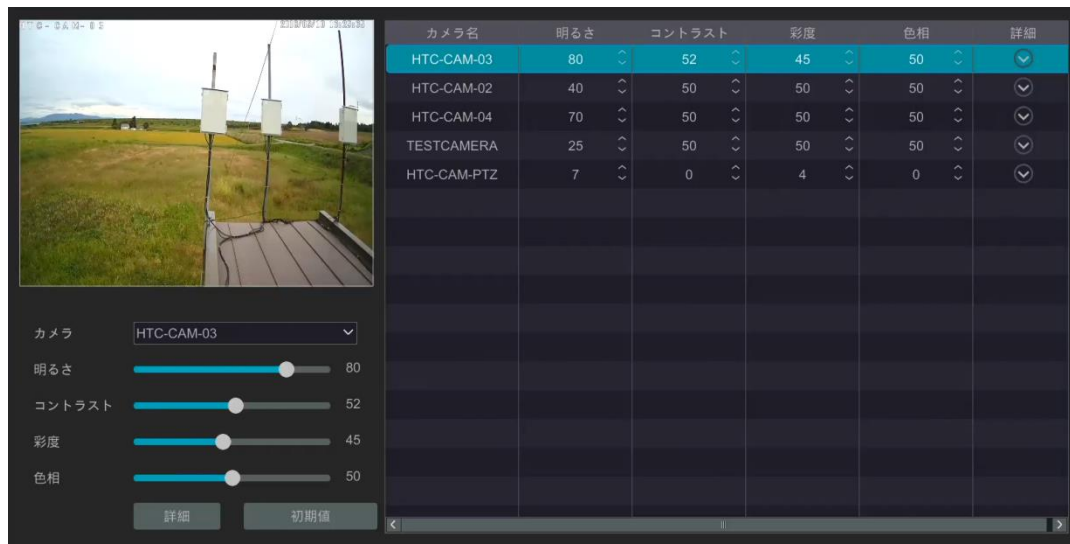 HTC-CAM-03
カメラ名 明るさ コントラスト 彩度 色相 詳細
HTC-CAM-03 80 52 45 50
HTC-CAM-02 40 50 50 50
HTC-CAM-04 70 50 50 50
TESTCAMERA 25 50 50 50
HTC-CAM-PTZ 7 0 4 0
カメラ HTC-CAM-03
明るさ 80
コントラスト 52
彩度 45
色相 50
詳細 初期値